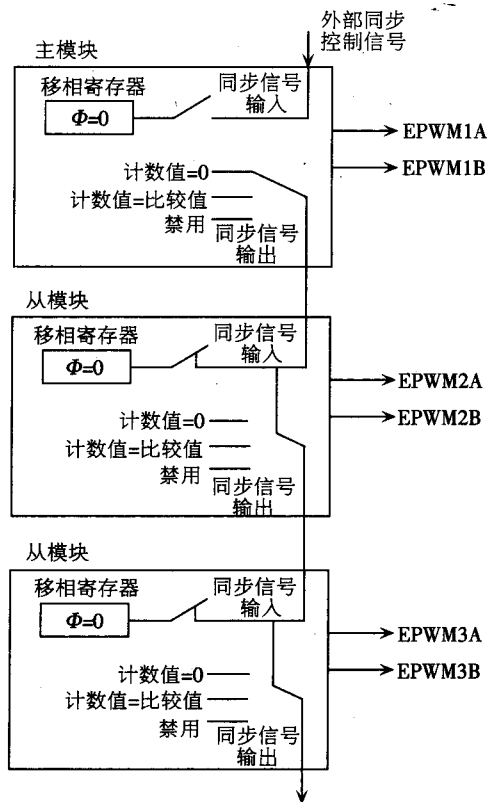 外部同步
控制信号
主模块
移相寄存器
Φ=0
同步信号
输入
EPWM1A
EPWM1B
计数值=0
计数值=比较值
禁用
同步信号
输出
从模块
移相寄存器
Φ=0
同步信号
输入
EPWM2A
EPWM2B
计数值=0
计数值=比较值
禁用
同步信号
输出
从模块
移相寄存器
Φ=0
同步信号
输入
EPWM3A
EPWM3B
计数值=0
计数值=比较值
禁用
同步信号
输出